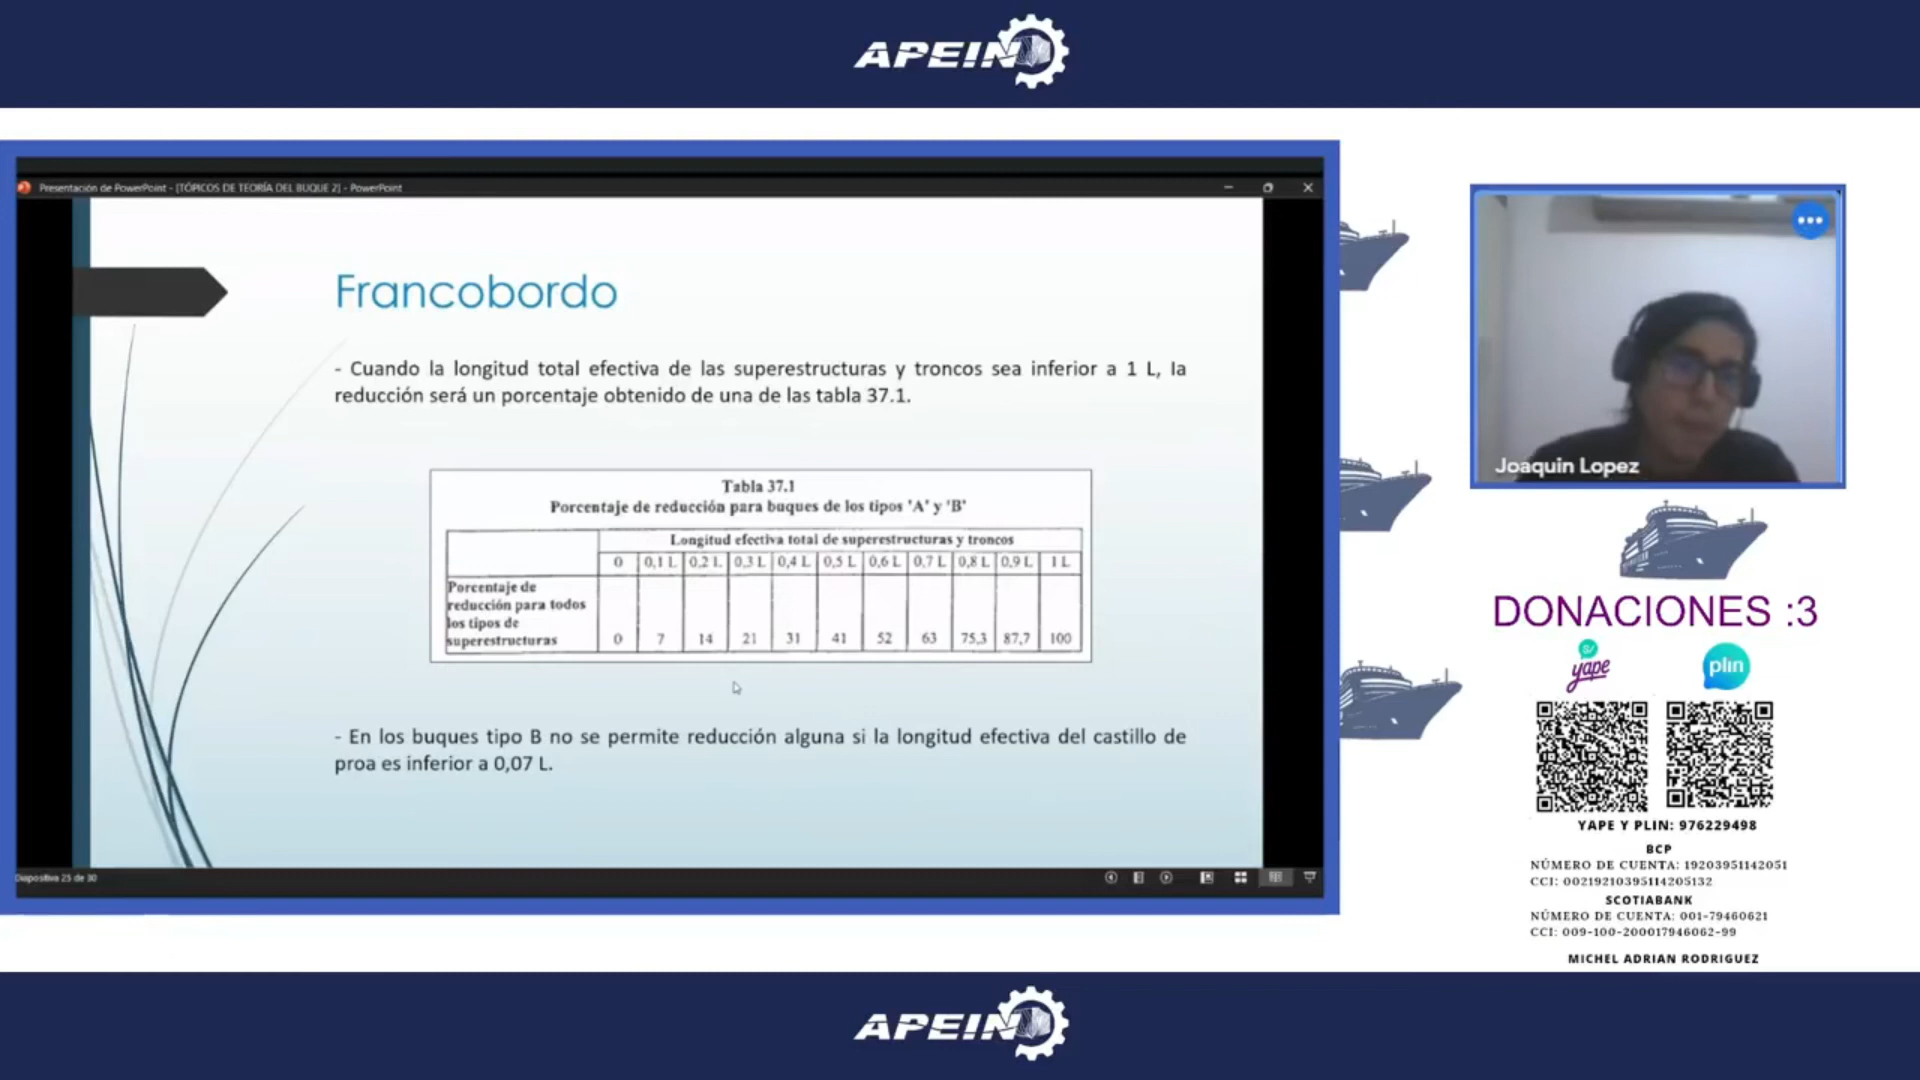 APEIN
Presentación de PowerPoint - [TÓPICOS DE TEORÍA DEL BUQUE 2] - PowerPoint
Francobordo
- Cuando la longitud total efectiva de las superestructuras y troncos sea inferior a 1 L, la
reducción será un porcentaje obtenido de una de las tabla 37.1.
Tabla 37.1
Porcentaje de reducción para buques de los tipos 'A' y 'B'
Longitud efectiva total de superestructuras y troncos
0 0,1 L 0,2 L 0,3 L 0,4 L 0,5 L 0,6 L 0,7 L 0,8 L 0,9 L 1 L
Porcentaje de
reducción para todos
los tipos de
superestructuras 0 7 14 21 31 41 52 63 75,3 87,7 100
- En los buques tipo B no se permite reducción alguna si la longitud efectiva del castillo de
proa es inferior a 0,07 L.
Diapositiva 25 de 30
Joaquin Lopez
DONACIONES :3
S/
yape
plin
YAPE Y PLIN: 976229498
BCP
NÚMERO DE CUENTA: 19203951142051
CCI: 00219210395114205132
SCOTIABANK
NÚMERO DE CUENTA: 001-79460621
CCI: 009-100-200017946062-99
MICHEL ADRIAN RODRIGUEZ
APEIN